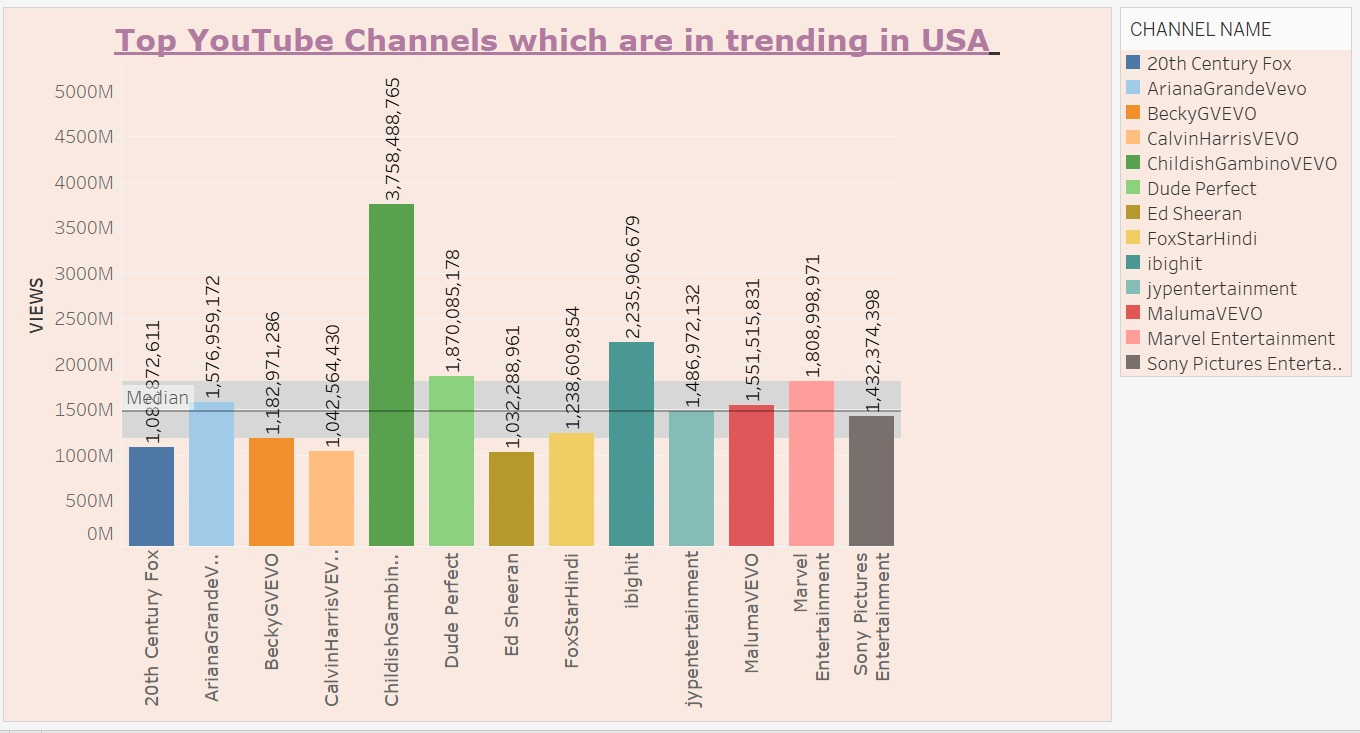 Top YouTube Channels which are in trending in USA
CHANNEL NAME
20th Century Fox
ArianaGrandeVevo
BeckyGVEVO
CalvinHarrisVEVO
ChildishGambinoVEVO
Dude Perfect
Ed Sheeran
FoxStarHindi
ibighit
jypentertainment
MalumaVEVO
Marvel Entertainment
Sony Pictures Enterta..
VIEWS
5000M
4500M
4000M
3500M
3000M
2500M
2000M
1500M
1000M
500M
0M
Median
1,576,959,172
1,182,971,286
1,042,564,430
3,758,488,765
1,870,085,178
1,032,288,961
1,238,609,854
2,235,906,679
1,486,972,132
1,551,515,831
1,808,998,971
1,432,374,398
20th Century Fox
ArianaGrandeV..
BeckyGVEVO
CalvinHarrisVEV..
ChildishGambin..
Dude Perfect
Ed Sheeran
FoxStarHindi
ibighit
jypentertainment
MalumaVEVO
Marvel
Entertainment
Sony Pictures
Entertainment